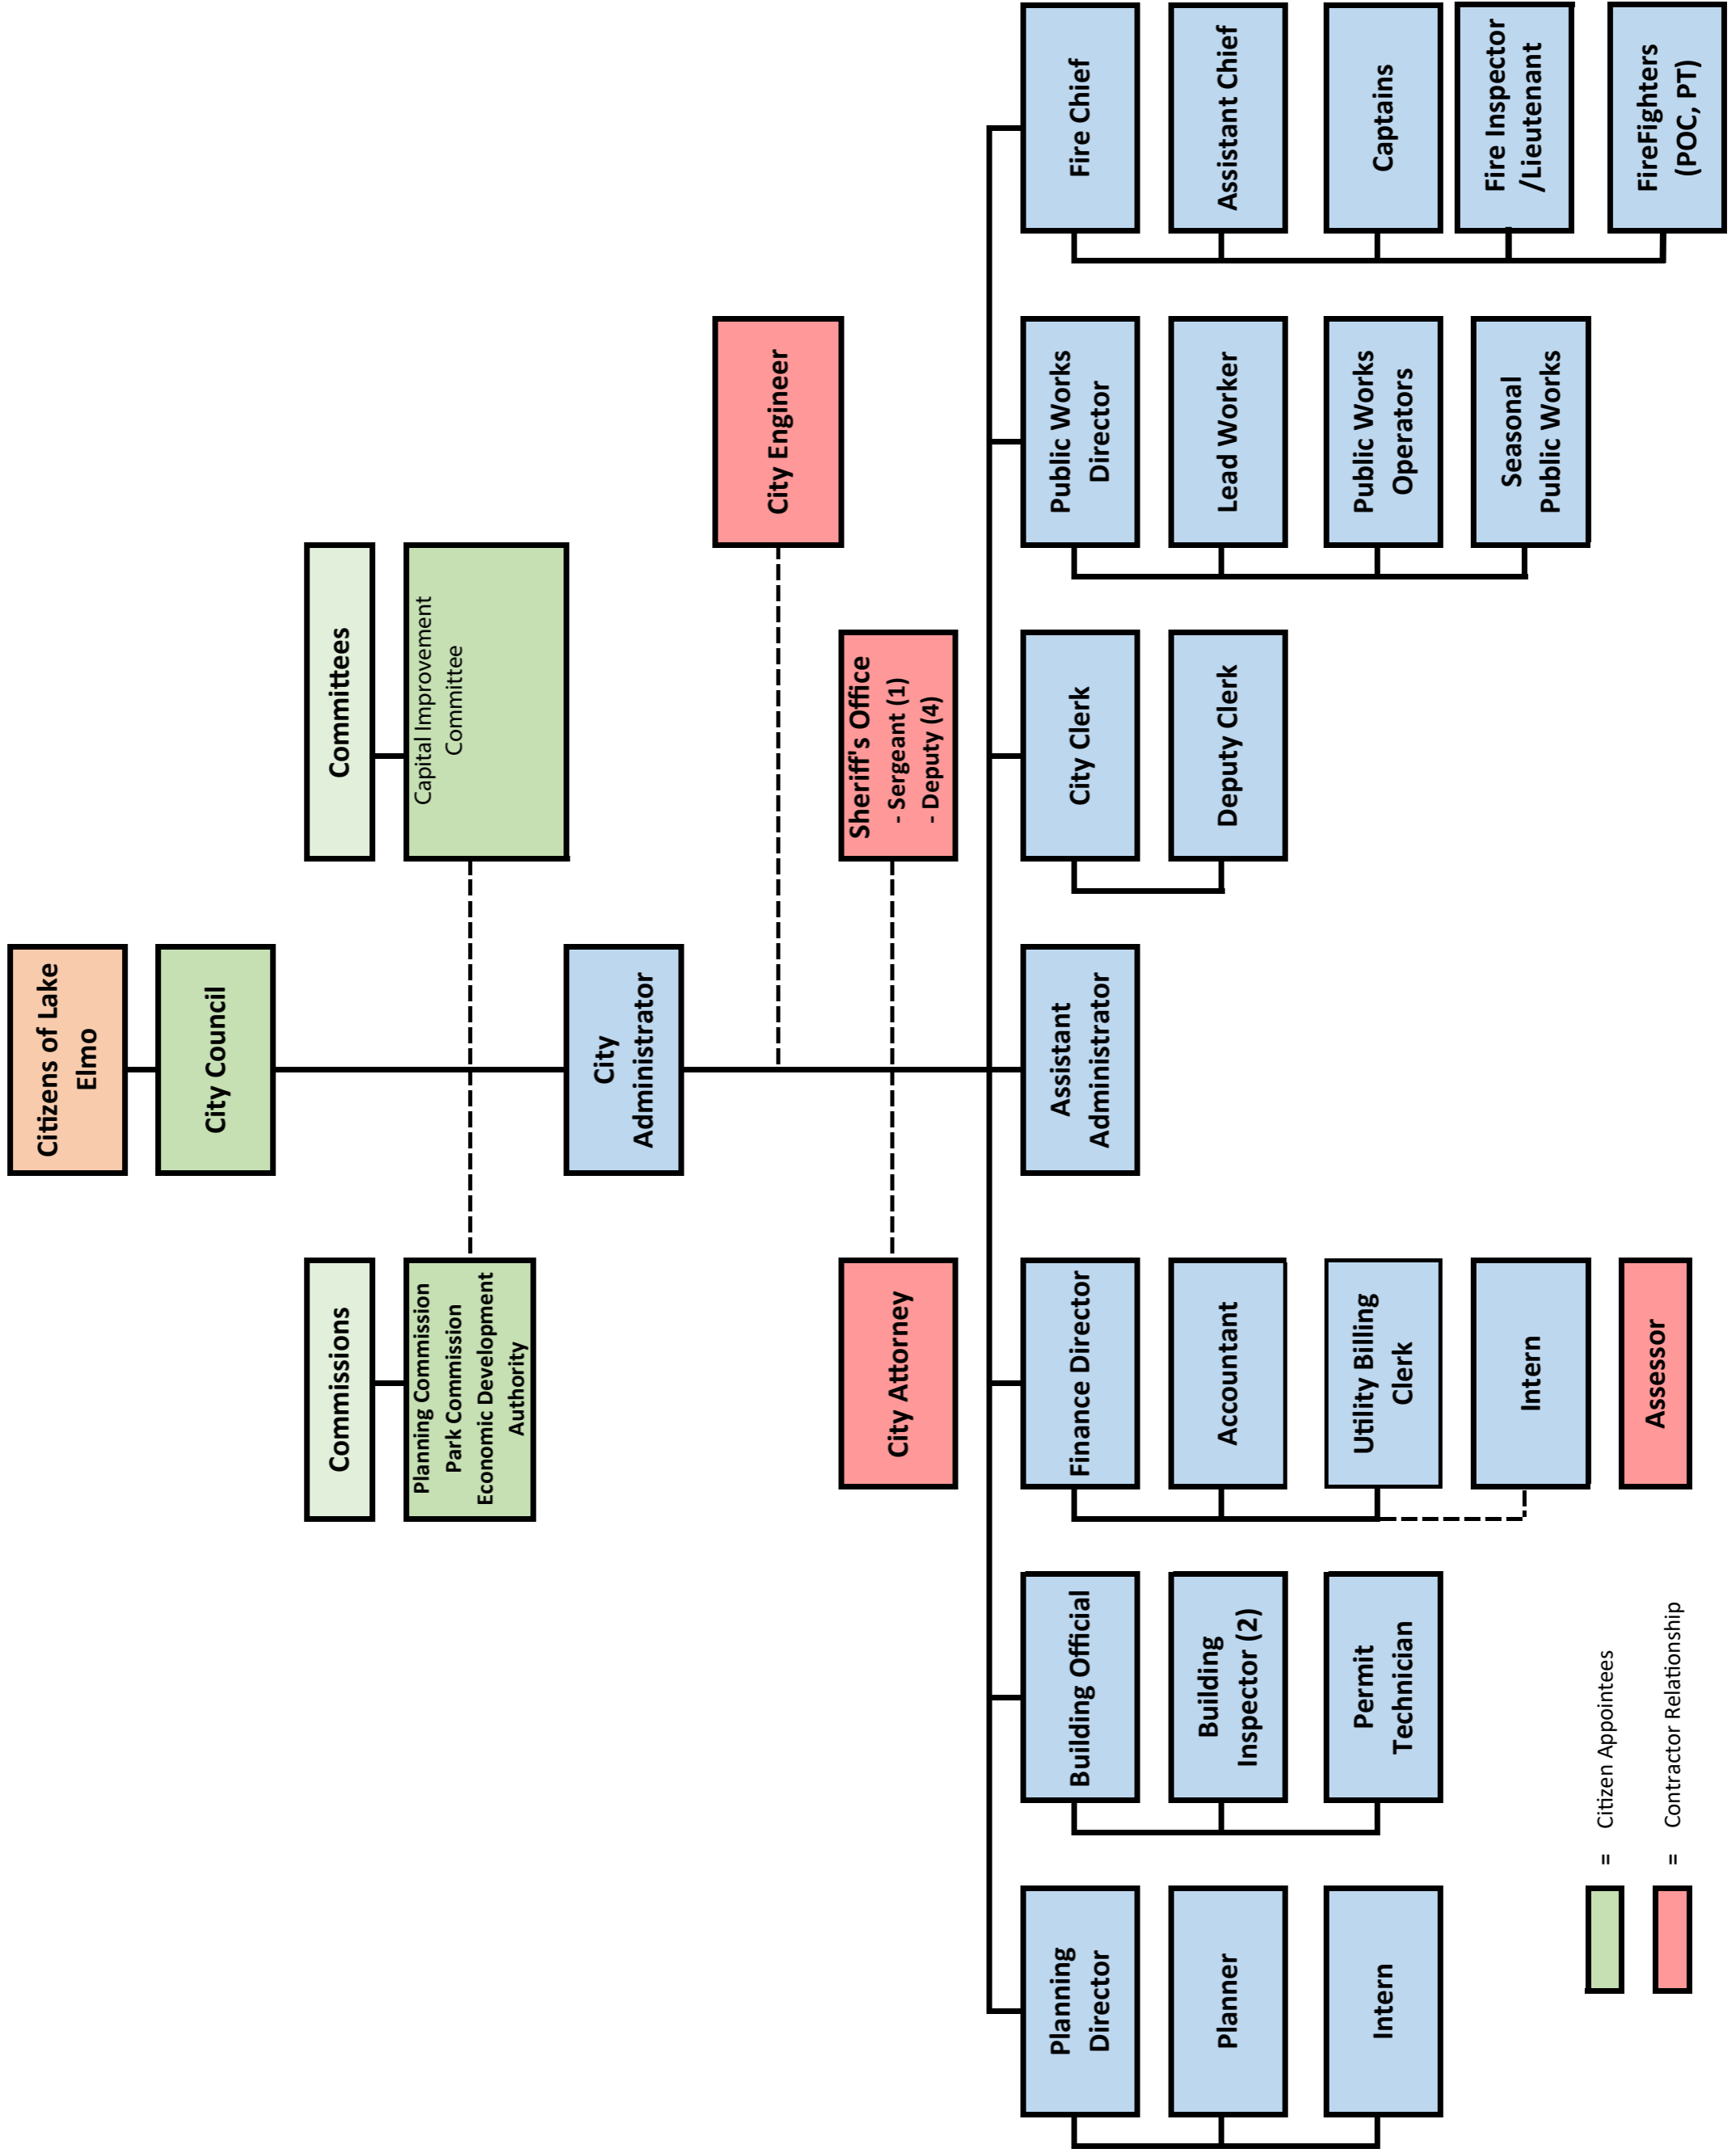 Citizens of Lake
Elmo
City Council
Commissions
Planning Commission
Park Commission
Economic Development
Authority
Committees
Capital Improvement
Committee
City
Administrator
City Engineer
City Attorney
Sheriff's Office
- Sergeant (1)
- Deputy (4)
Planning
Director
Planner
Intern
Building Official
Building
Inspector (2)
Permit
Technician
Finance Director
Accountant
Utility Billing
Clerk
Intern
Assessor
Assistant
Administrator
City Clerk
Deputy Clerk
Public Works
Director
Lead Worker
Public Works
Operators
Seasonal
Public Works
Fire Chief
Assistant Chief
Captains
Fire Inspector
/Lieutenant
FireFighters
(POC, PT)
= Citizen Appointees
= Contractor Relationship